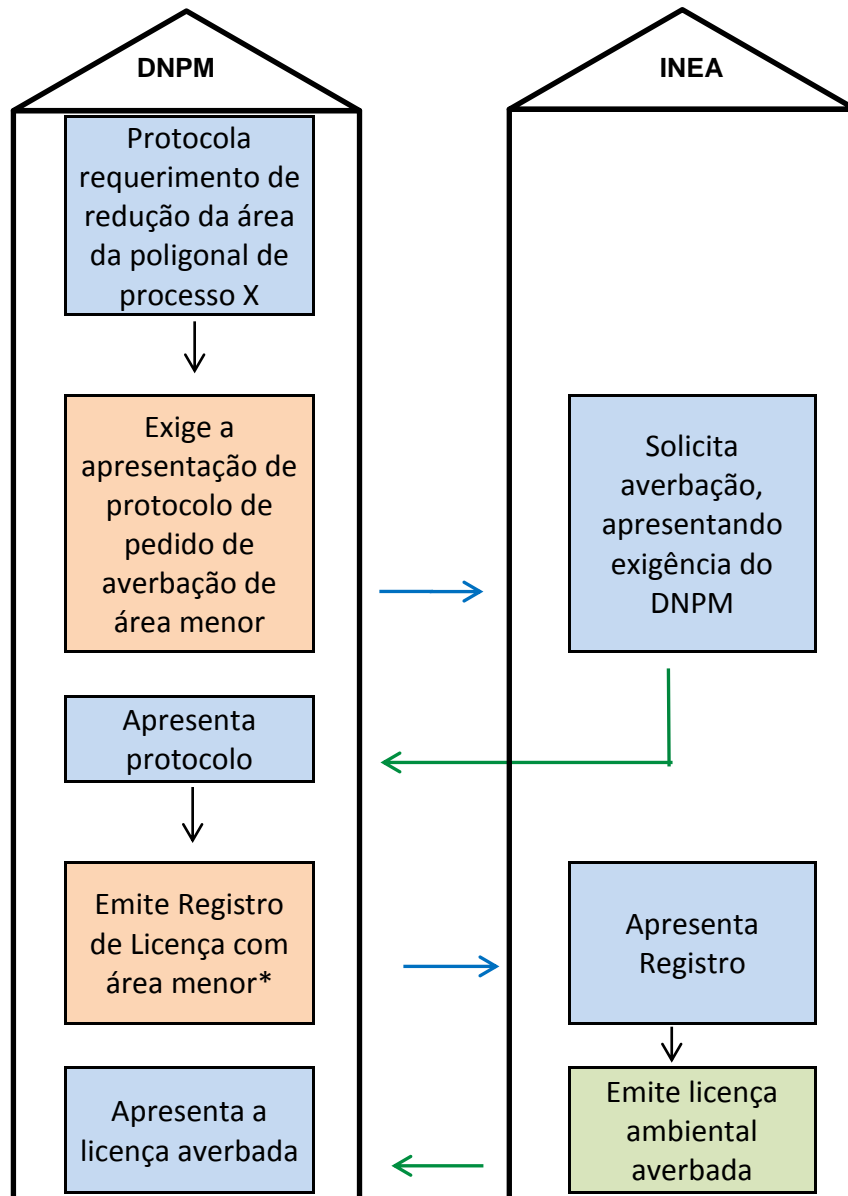 DNPM
INEA
Protocola
requerimento de
redução da área
da poligonal de
processo X
Exige a
apresentação de
protocolo de
pedido de
averbação de
área menor
Solicita
averbação,
apresentando
exigência do
DNPM
Apresenta
protocolo
Emite Registro
de Licença com
área menor*
Apresenta
Registro
Apresenta a
licença averbada
Emite licença
ambiental
averbada